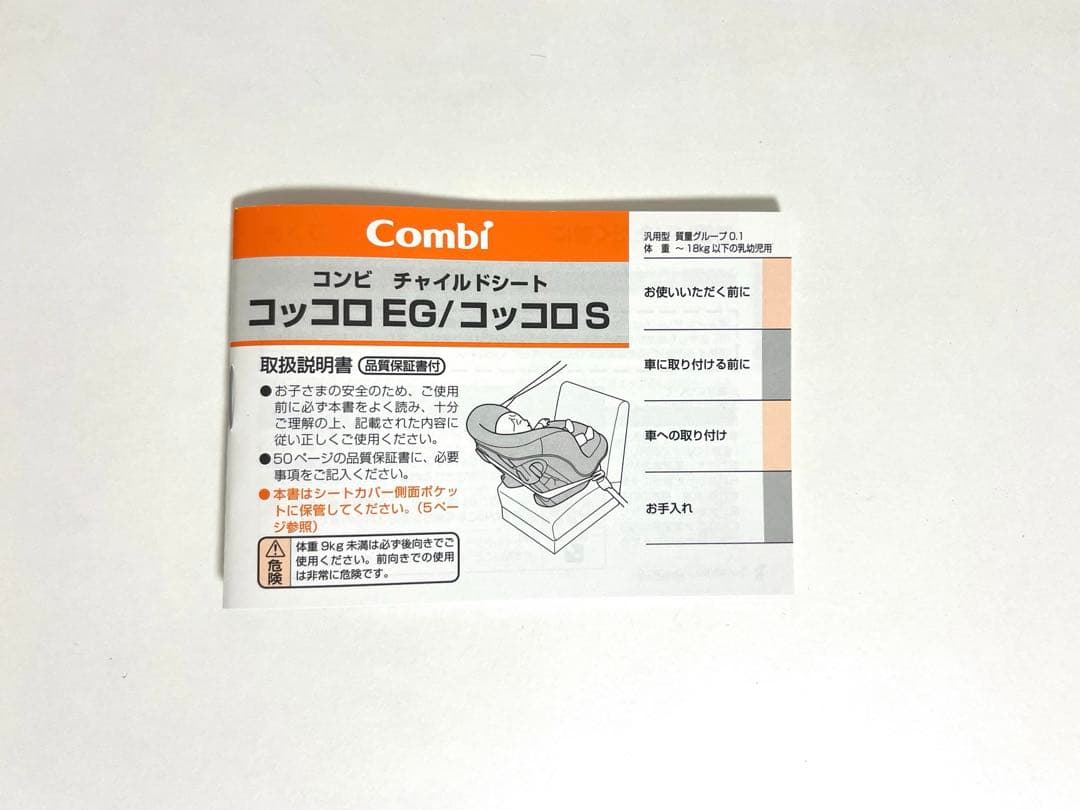 Combi
コンビ チャイルドシート
コッコロ EG/コッコロ S
取扱説明書 品質保証書付
●お子さまの安全のため、ご使用
前に必ず本書をよく読み、十分
ご理解の上、記載された内容に
従い正しくご使用ください。
●50ページの品質保証書に、必要
事項をご記入ください。
●本書はシートカバー側面ポケッ
トに保管してください。(5ペー
ジ参照)
危険
体重9kg未満は必ず後向きでご
使用ください。前向きでの使用
は非常に危険です。
汎用型 質量グループ 0.1
体 重 ～18kg以下の乳幼児用
お使いいただく前に
車に取り付ける前に
車への取り付け
お手入れ